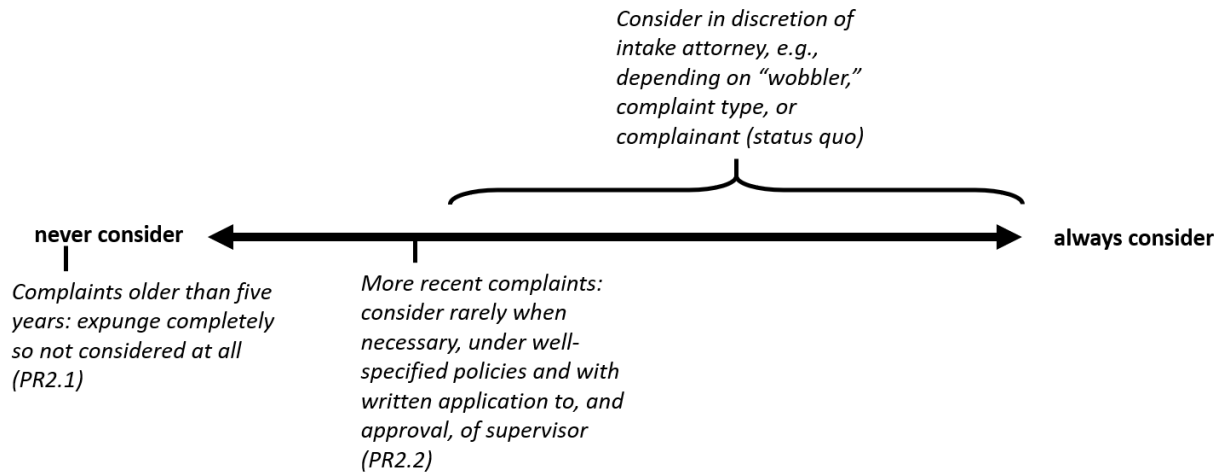 Consider in discretion of
intake attorney, e.g.,
depending on “wobbler,”
complaint type, or
complainant (status quo)
never consider
always consider
Complaints older than five
years: expunge completely
so not considered at all
(PR2.1)
More recent complaints:
consider rarely when
necessary, under well-
specified policies and with
written application to, and
approval, of supervisor
(PR2.2)